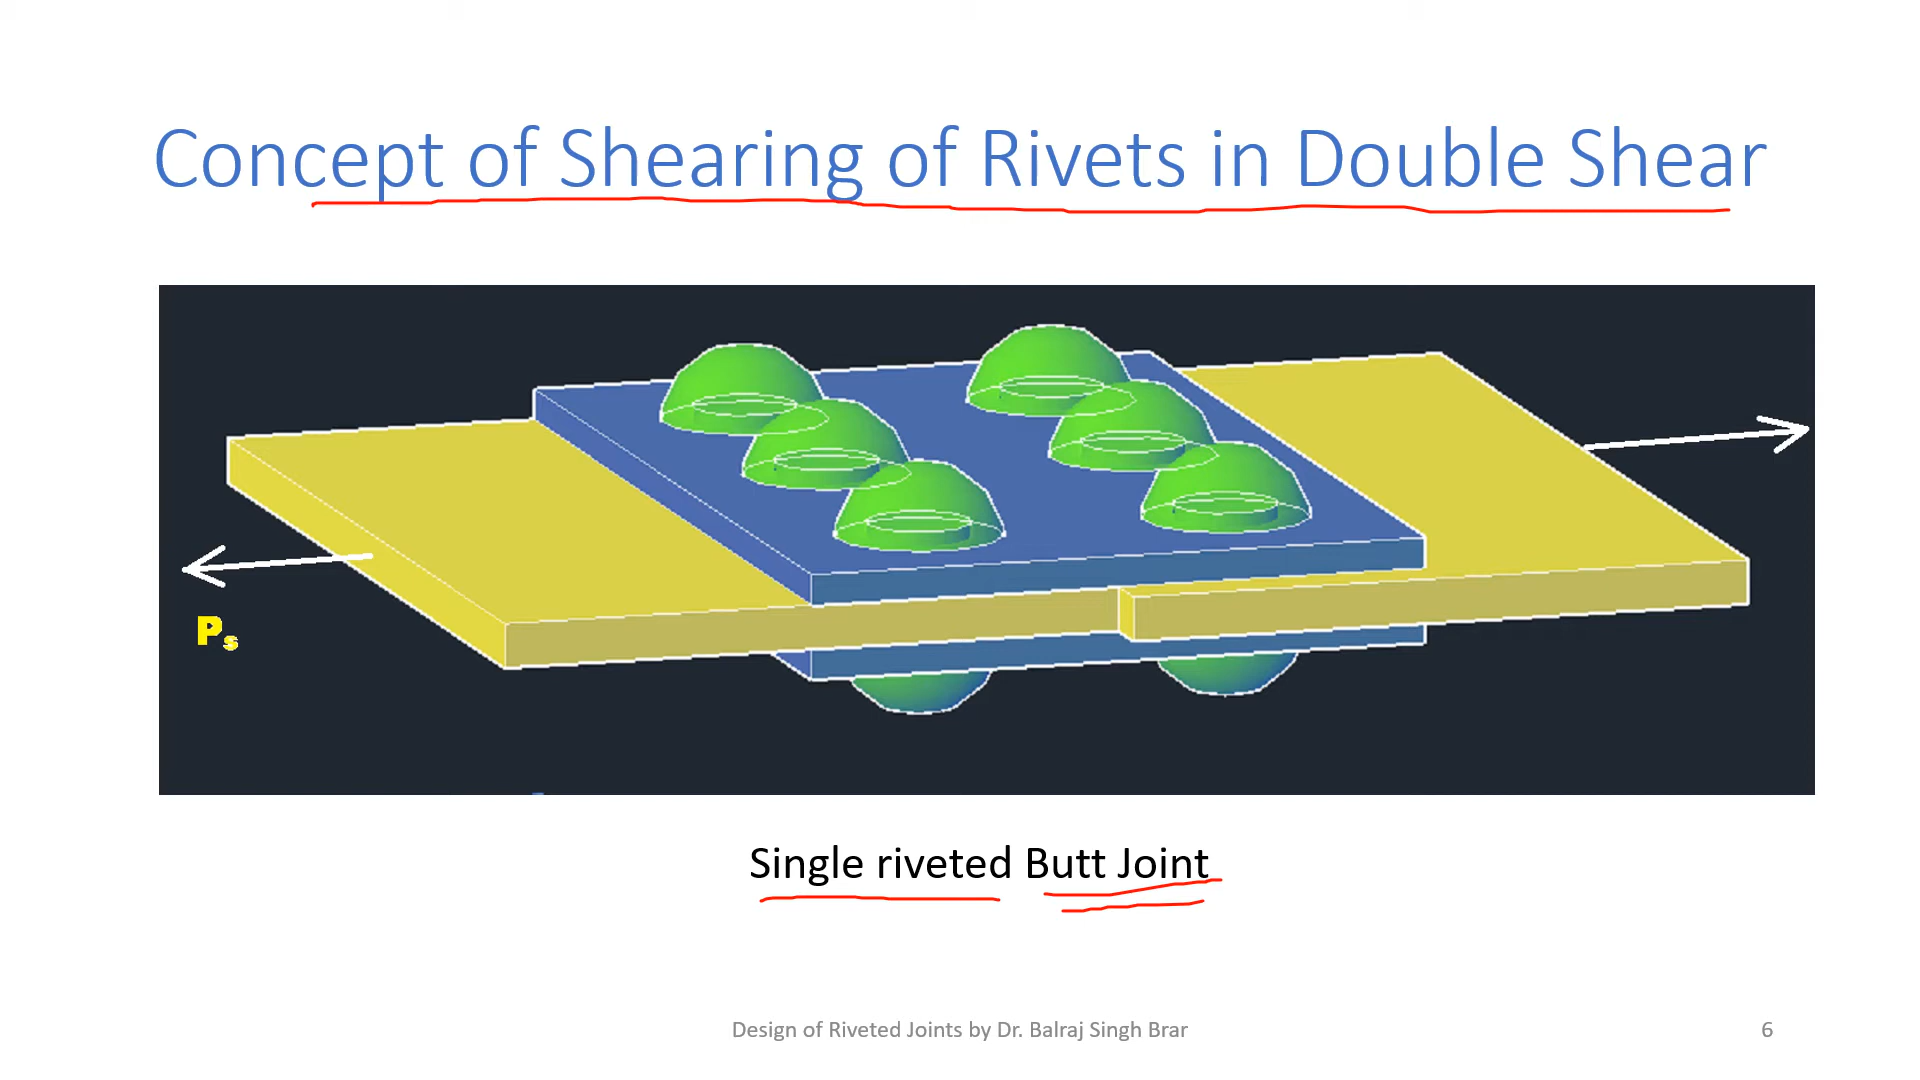 Concept of Shearing of Rivets in Double Shear
Ps
Single riveted Butt Joint
Design of Riveted Joints by Dr. Balraj Singh Brar
6